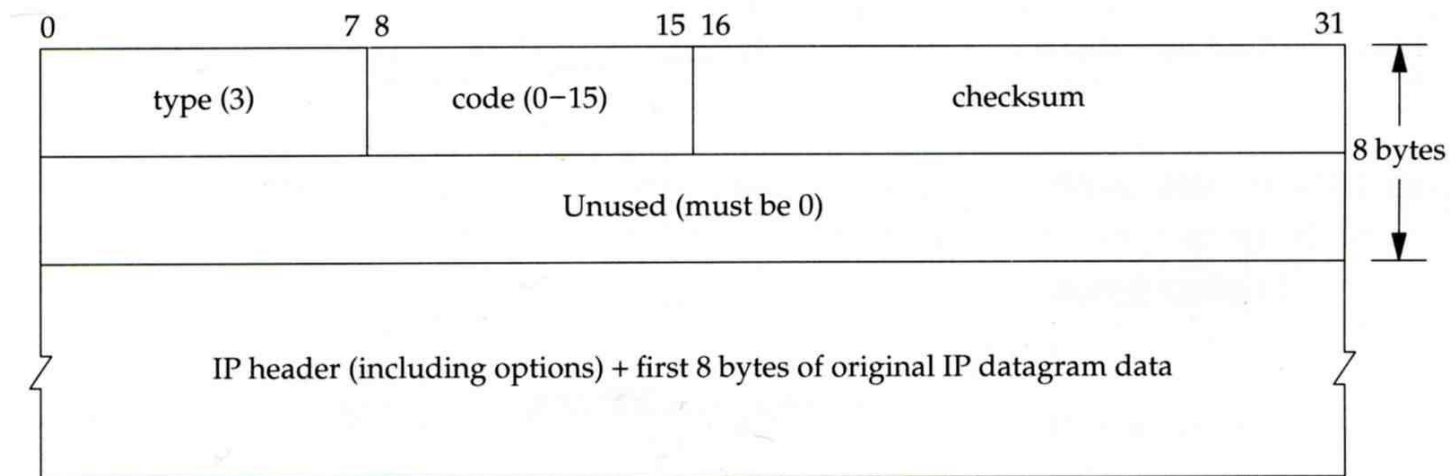 0 7 8 15 16 31
type (3) code (0−15) checksum
8 bytes
Unused (must be 0)
IP header (including options) + first 8 bytes of original IP datagram data